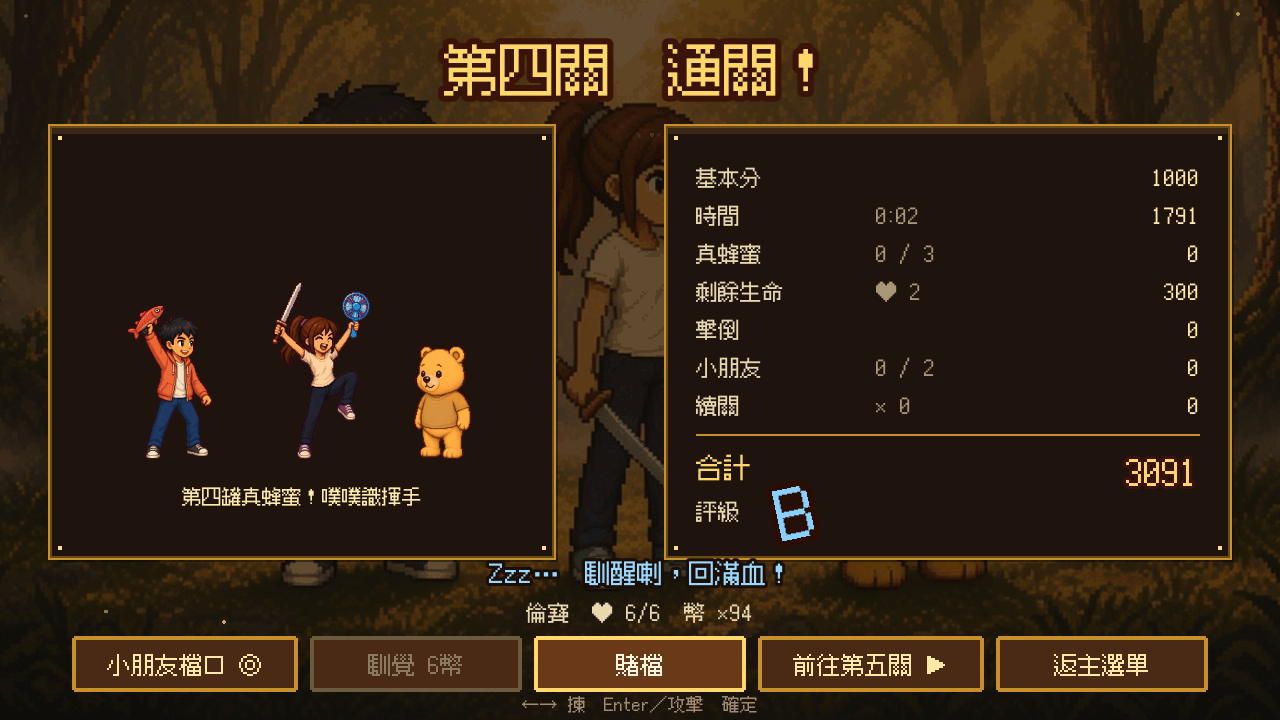 第四關　通關！
基本分 1000
時間 0:02 1791
真蜂蜜 0 / 3 0
剩餘生命 ♥ 2 300
擊倒 0
小朋友 0 / 2 0
續關 × 0 0
合計 3091
評級 B
第四罐真蜂蜜！噗噗識揮手
Zzz… 瞓醒喇，回滿血！
倫寶 ♥ 6/6 幣 ×94
小朋友檔口 ◎ 瞓覺 6幣 賭檔 前往第五關 ▶ 返主選單
←→ 揀 Enter／攻擊 確定